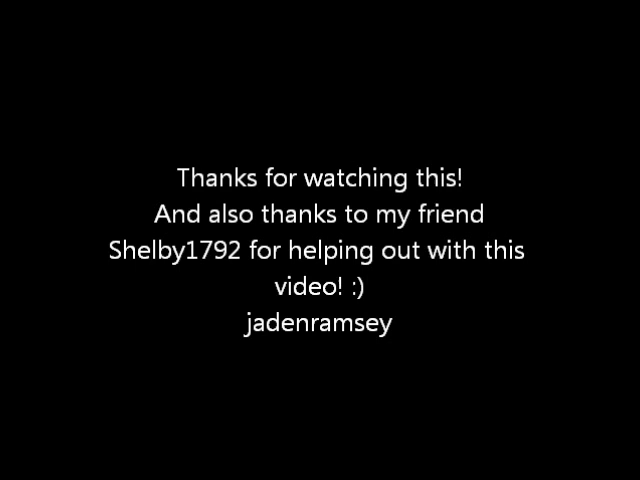 Thanks for watching this!
And also thanks to my friend
Shelby1792 for helping out with this
video! :)
jadenramsey